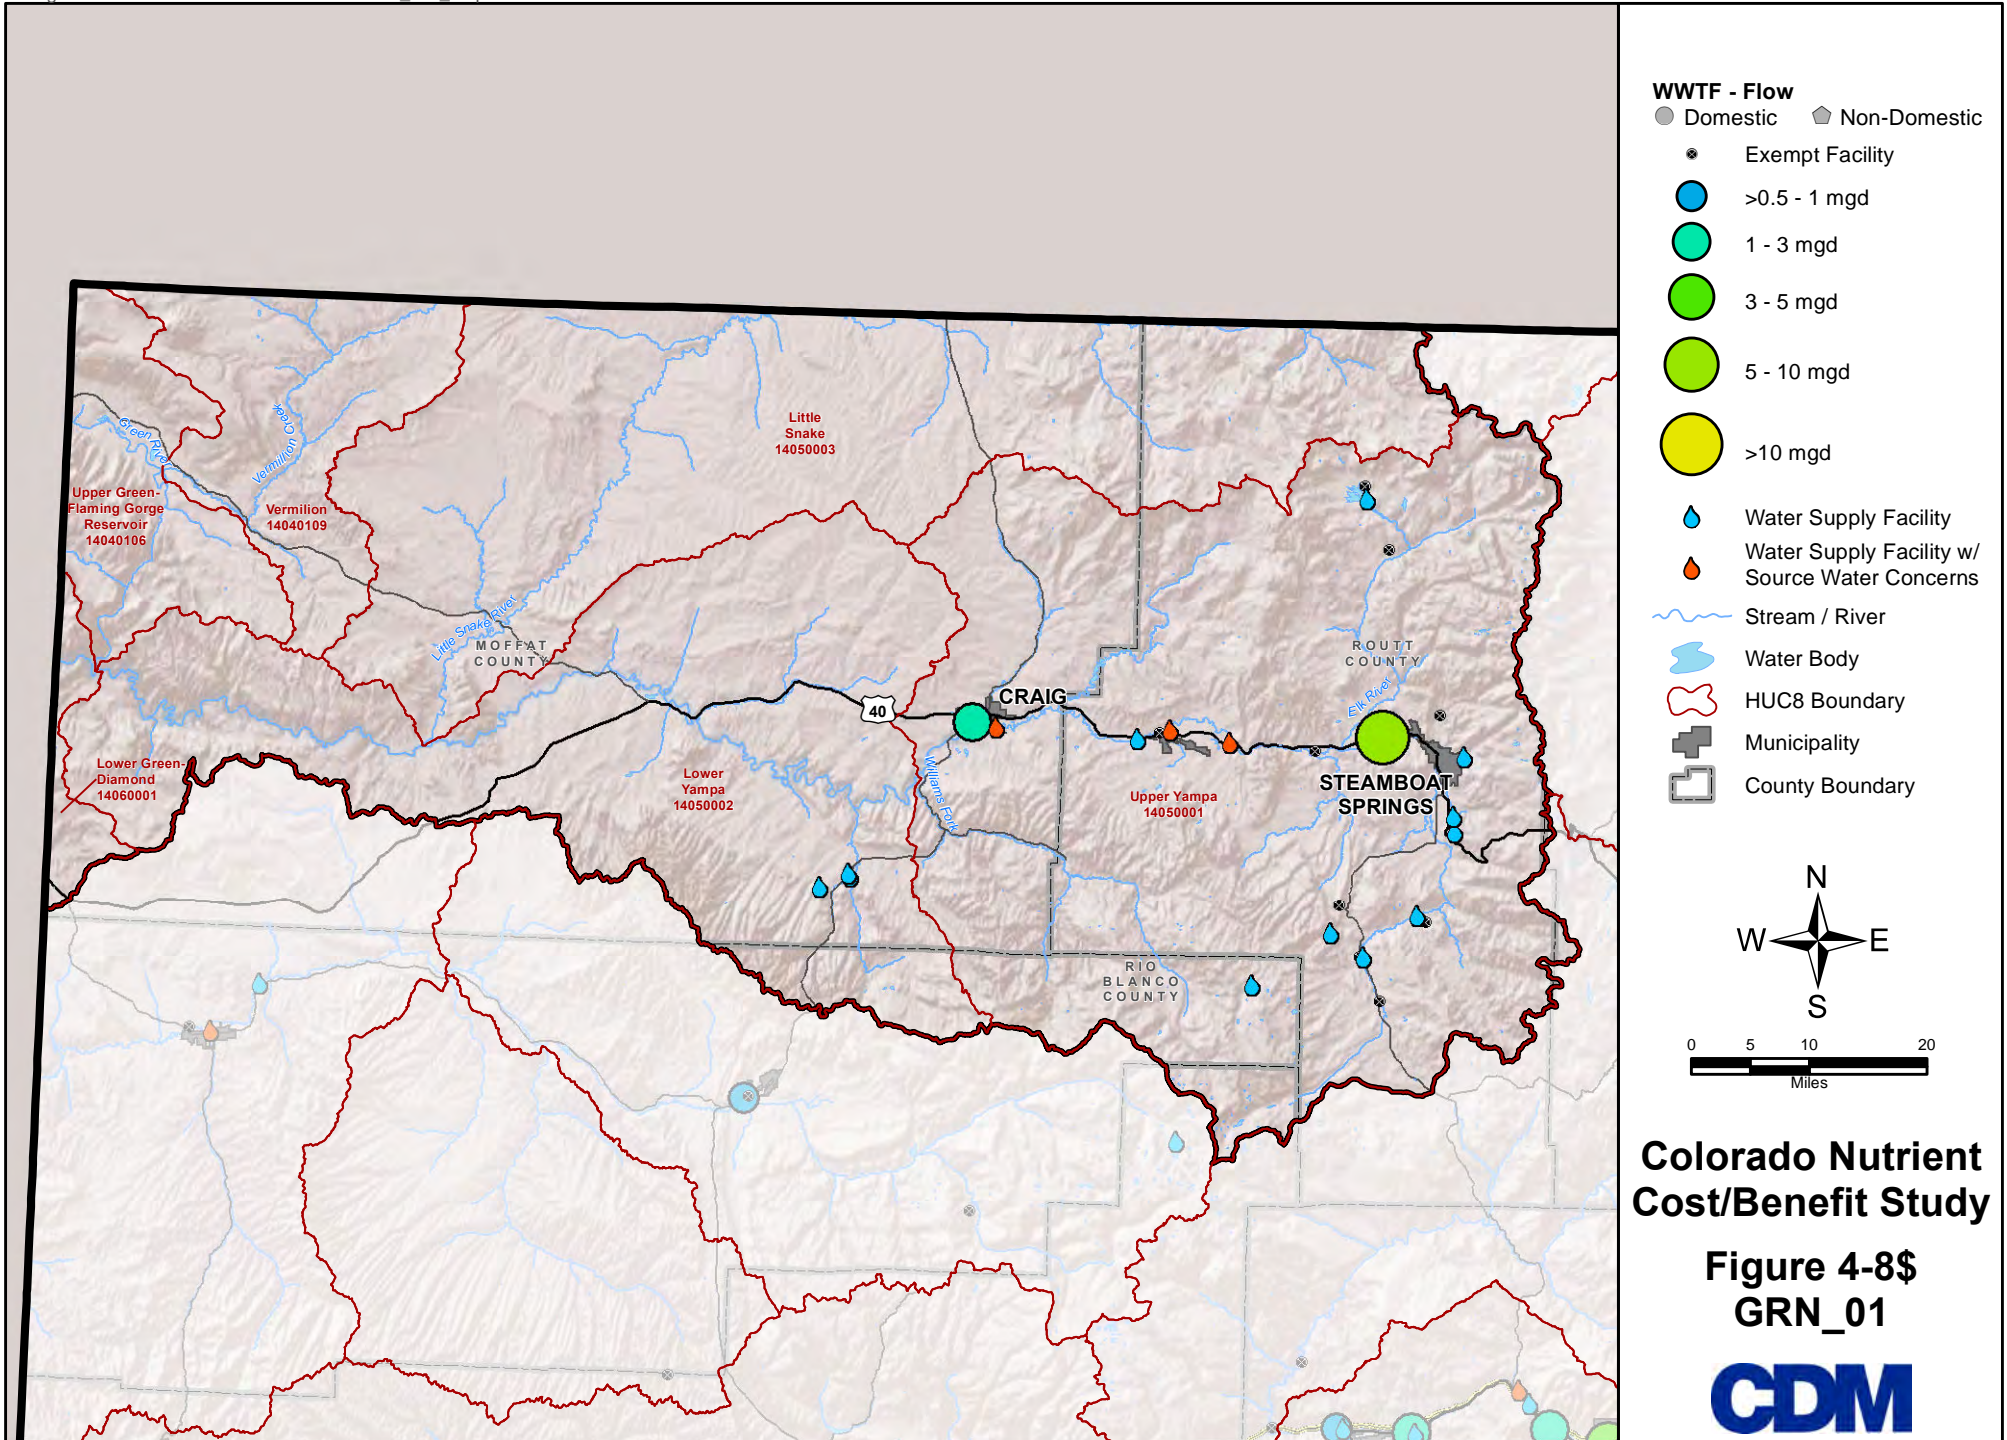 WWTF - Flow
Domestic
Non-Domestic
Exempt Facility
>0.5 - 1 mgd
1 - 3 mgd
3 - 5 mgd
5 - 10 mgd
>10 mgd
Water Supply Facility
Water Supply Facility w/
Source Water Concerns
Stream / River
Water Body
HUC8 Boundary
Municipality
County Boundary
N
W
E
S
0 5 10 20
Miles
Colorado Nutrient
Cost/Benefit Study
Figure 4-8$
GRN_01
CDM
Little
Snake
14050003
Green River
Vermillion Creek
Upper Green-
Flaming Gorge
Reservoir
14040106
Vermilion
14040109
Little Snake River
MOFFAT
COUNTY
ROUTT
COUNTY
Elk River
CRAIG
40
Williams Fork
STEAMBOAT
SPRINGS
Lower Green-
Diamond
14060001
Lower
Yampa
14050002
Upper Yampa
14050001
RIO
BLANCO
COUNTY